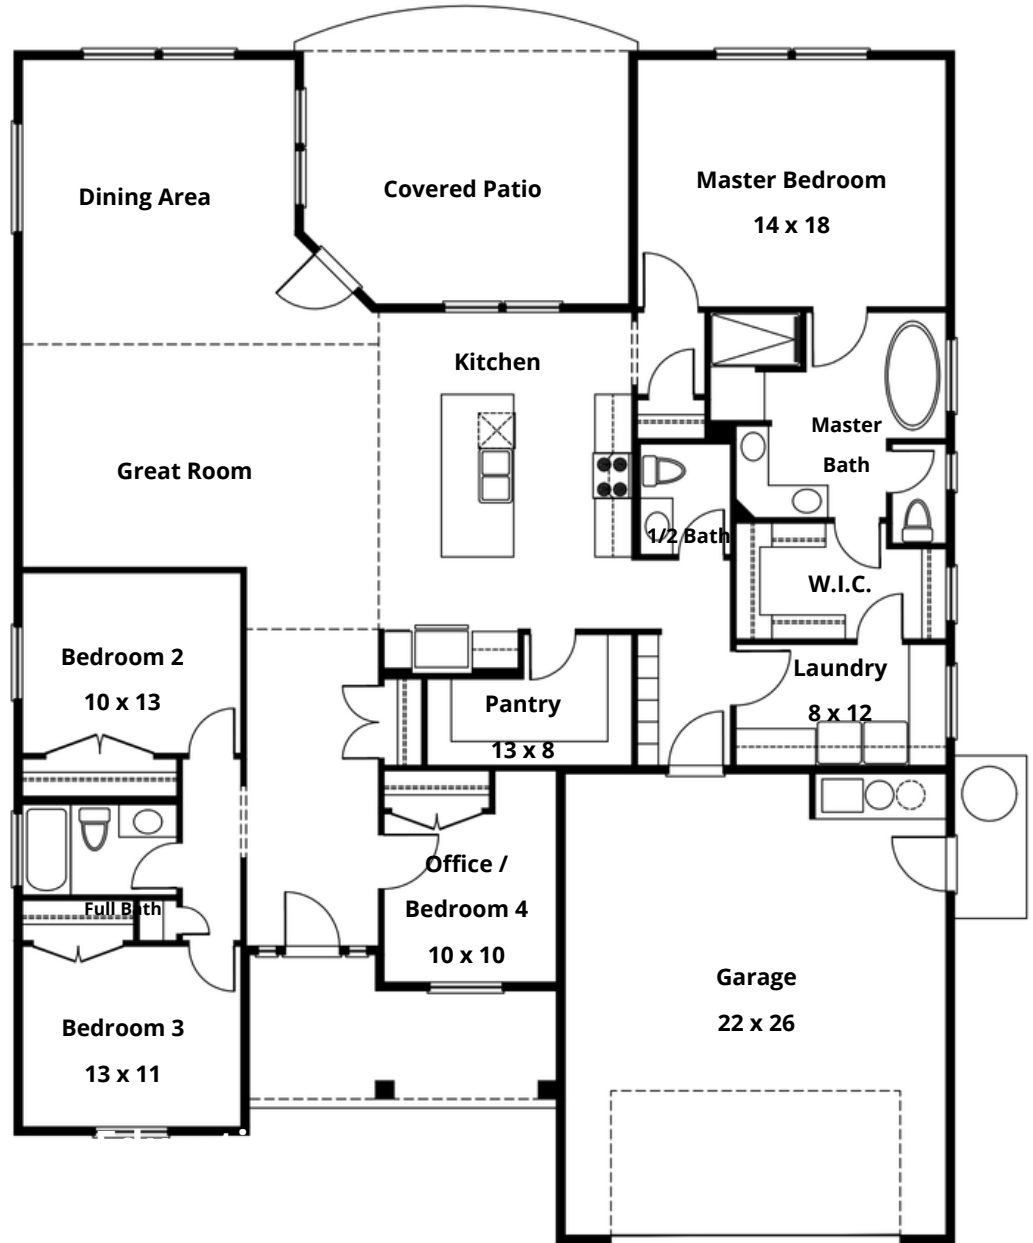 Dining Area
Covered Patio
Master Bedroom
14 x 18
Kitchen
Master
Bath
Great Room
1/2 Bath
W.I.C.
Bedroom 2
10 x 13
Laundry
8 x 12
Pantry
13 x 8
Office /
Bedroom 4
10 x 10
Full Bath
Garage
22 x 26
Bedroom 3
13 x 11